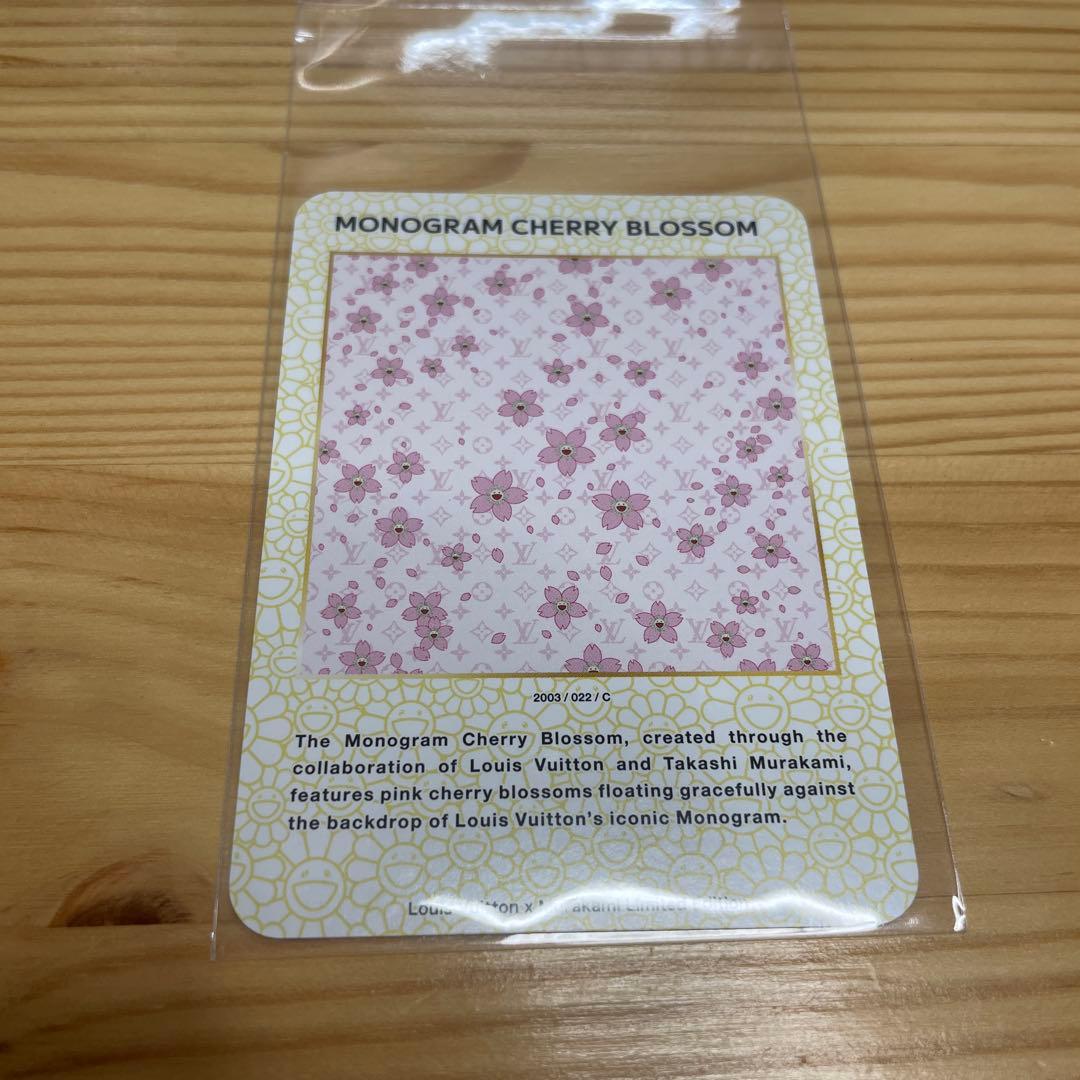 MONOGRAM CHERRY BLOSSOM
2003 / 022 / C
The Monogram Cherry Blossom, created through the
collaboration of Louis Vuitton and Takashi Murakami,
features pink cherry blossoms floating gracefully against
the backdrop of Louis Vuitton's iconic Monogram.
x